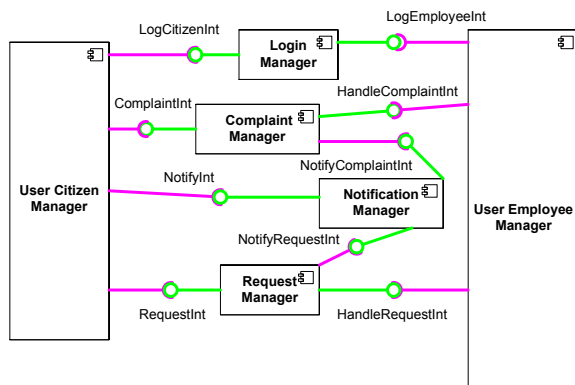 LogCitizenInt
LogEmployeeInt
Login
Manager
ComplaintInt
HandleComplaintInt
Complaint
Manager
NotifyComplaintInt
NotifyInt
User Citizen
Manager
Notification
Manager
User Employee
Manager
NotifyRequestInt
Request
Manager
RequestInt
HandleRequestInt